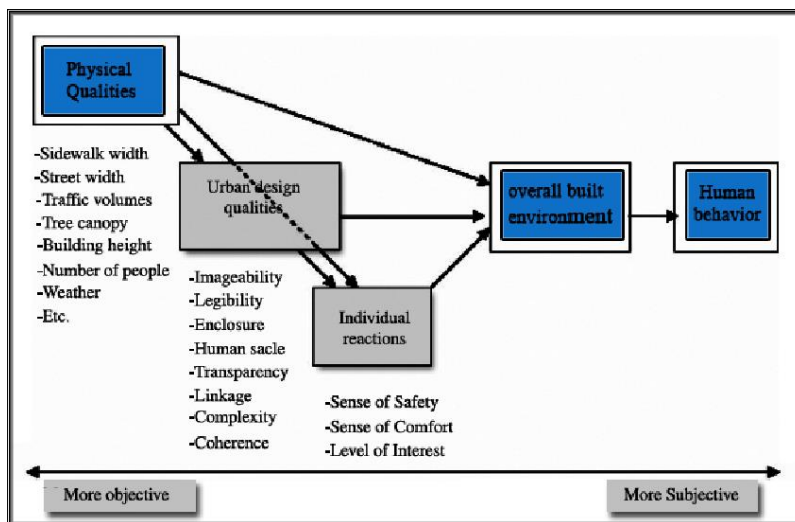 Physical
Qualities
-Sidewalk width
-Street width
-Traffic volumes
-Tree canopy
-Building height
-Number of people
-Weather
-Etc.
Urban design
qualities
-Imageability
-Legibility
-Enclosure
-Human sacle
-Transparency
-Linkage
-Complexity
-Coherence
Individual
reactions
-Sense of Safety
-Sense of Comfort
-Level of Interest
overall built
environment
Human
behavior
More objective
More Subjective